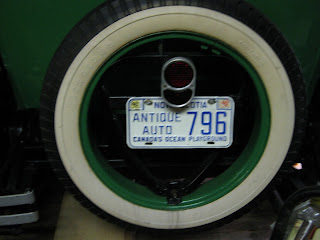 NOVA SCOTIA
ANTIQUE
AUTO 796
CANADA'S OCEAN PLAYGROUND